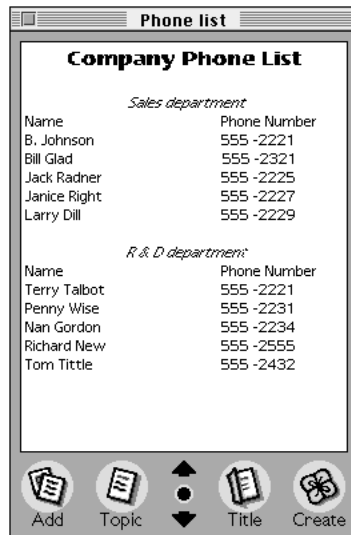 Phone list
Company Phone List
Sales department
Name Phone Number
B. Johnson 555 -2221
Bill Glad 555 -2321
Jack Radner 555 -2225
Janice Right 555 -2227
Larry Dill 555 -2229
R & D department
Name Phone Number
Terry Talbot 555 -2221
Penny Wise 555 -2231
Nan Gordon 555 -2234
Richard New 555 -2555
Tom Tittle 555 -2432
Add Topic Title Create